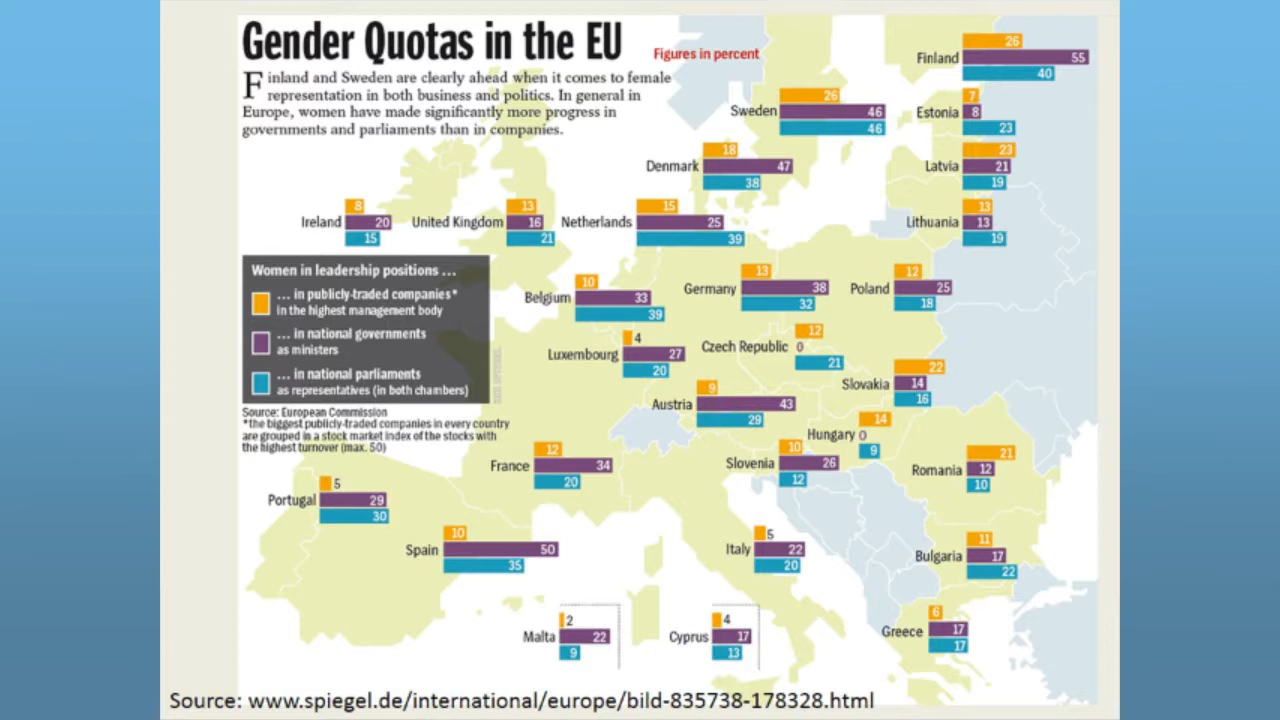 Gender Quotas in the EU
Figures in percent
Finland and Sweden are clearly ahead when it comes to female
representation in both business and politics. In general in
Europe, women have made significantly more progress in
governments and parliaments than in companies.
Finland
26
55
40
Sweden
26
46
46
Estonia
7
8
23
Denmark
18
47
38
Latvia
23
21
19
Ireland
8
20
15
United Kingdom
13
16
21
Netherlands
15
25
39
Lithuania
13
13
19
Women in leadership positions ...
... in publicly-traded companies*
in the highest management body
... in national governments
as ministers
... in national parliaments
as representatives (in both chambers)
DER SPIEGEL
Source: European Commission
*the biggest publicly-traded companies in every country
are grouped in a stock market index of the stocks with
the highest turnover (max. 50)
Belgium
10
33
39
Germany
13
38
32
Poland
12
25
18
Luxembourg
4
27
20
Czech Republic
12
0
21
Slovakia
22
14
16
Austria
9
43
29
Hungary
14
0
9
France
12
34
20
Slovenia
10
26
12
Romania
21
12
10
Portugal
5
29
30
Spain
10
50
35
Italy
5
22
20
Bulgaria
11
17
22
Malta
2
22
9
Cyprus
4
17
13
Greece
6
17
17
Source: www.spiegel.de/international/europe/bild-835738-178328.html